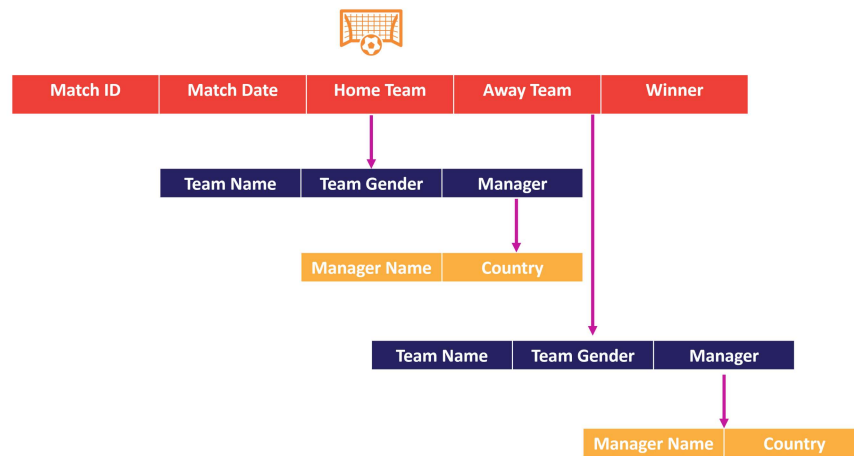 Match ID Match Date Home Team Away Team Winner
Team Name Team Gender Manager
Manager Name Country
Team Name Team Gender Manager
Manager Name Country